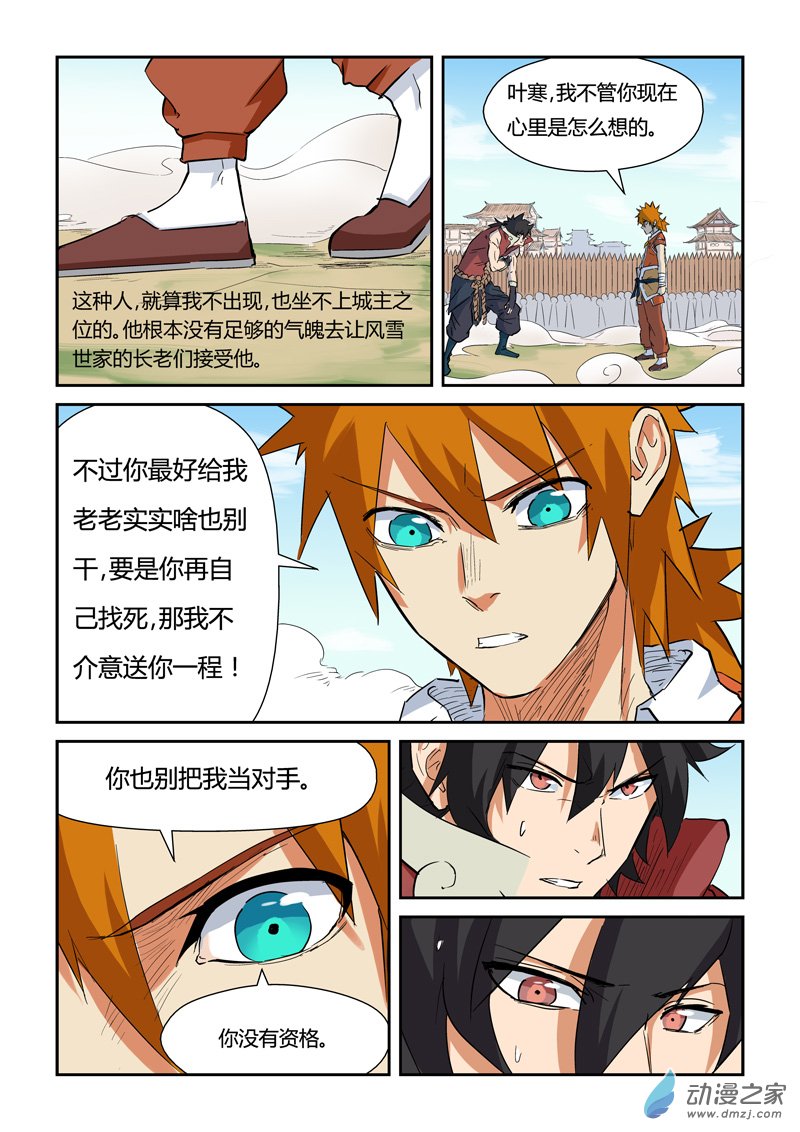 这种人，就算我不出现，也坐不上城主之
位的。他根本没有足够的气魄去让风雪
世家的长老们接受他。
叶寒，我不管你现在
心里是怎么想的。
不过你最好给我
老老实实啥也别
干，要是你再自
己找死，那我不
介意送你一程！
你也别把我当对手。
你没有资格。
动漫之家
www.dmzj.com